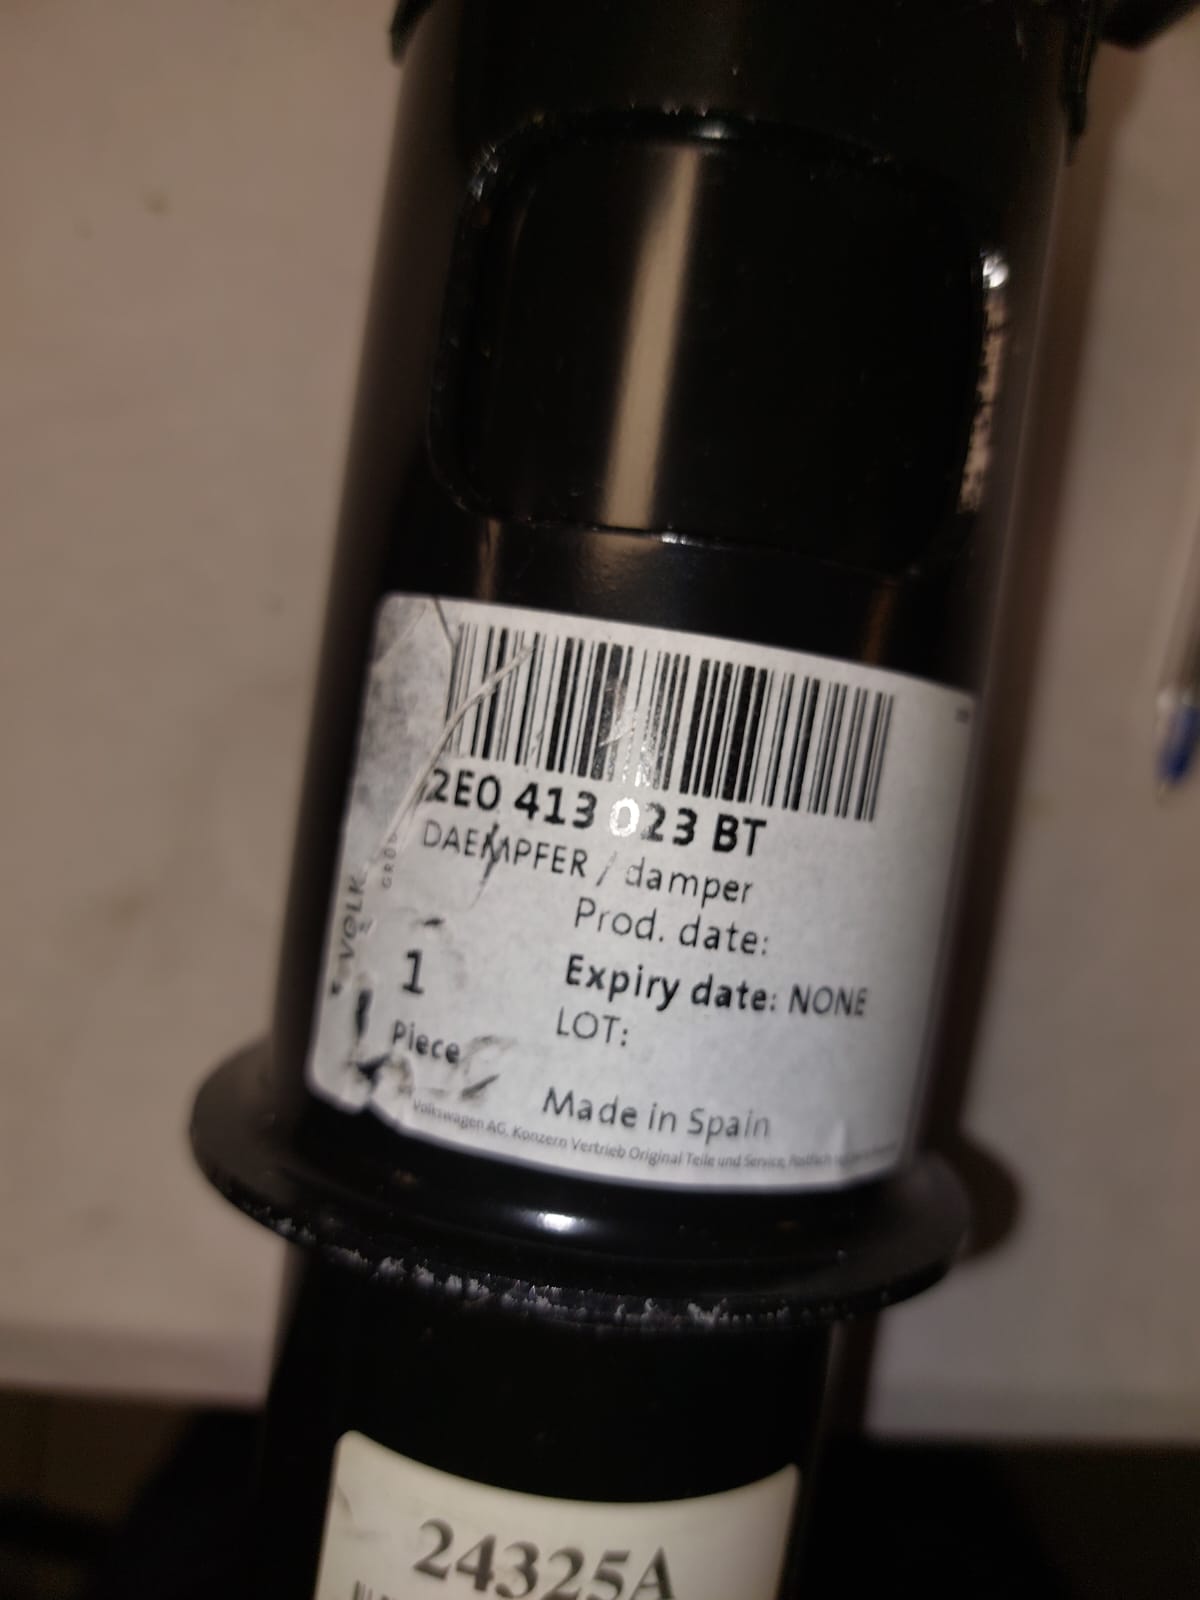 2E0 413 023 BT
DAEMPFER / damper
Prod. date:
Expiry date: NONE
LOT:
1
Piece
Made in Spain
Volkswagen AG, Konzern Vertrieb Original Teile und Service, Postfach
24325A